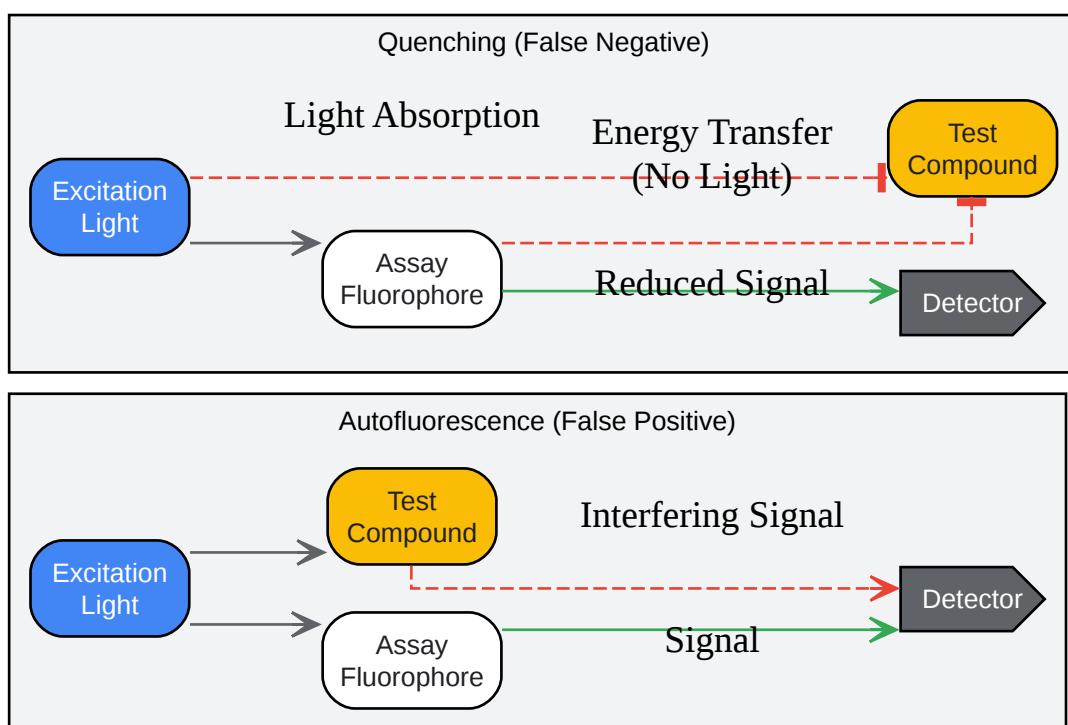 Quenching (False Negative)
Light Absorption
Energy Transfer
(No Light)
Test
Compound
Excitation
Light
Assay
Fluorophore
Reduced Signal
Detector
Autofluorescence (False Positive)
Test
Compound
Interfering Signal
Excitation
Light
Detector
Assay
Fluorophore
Signal